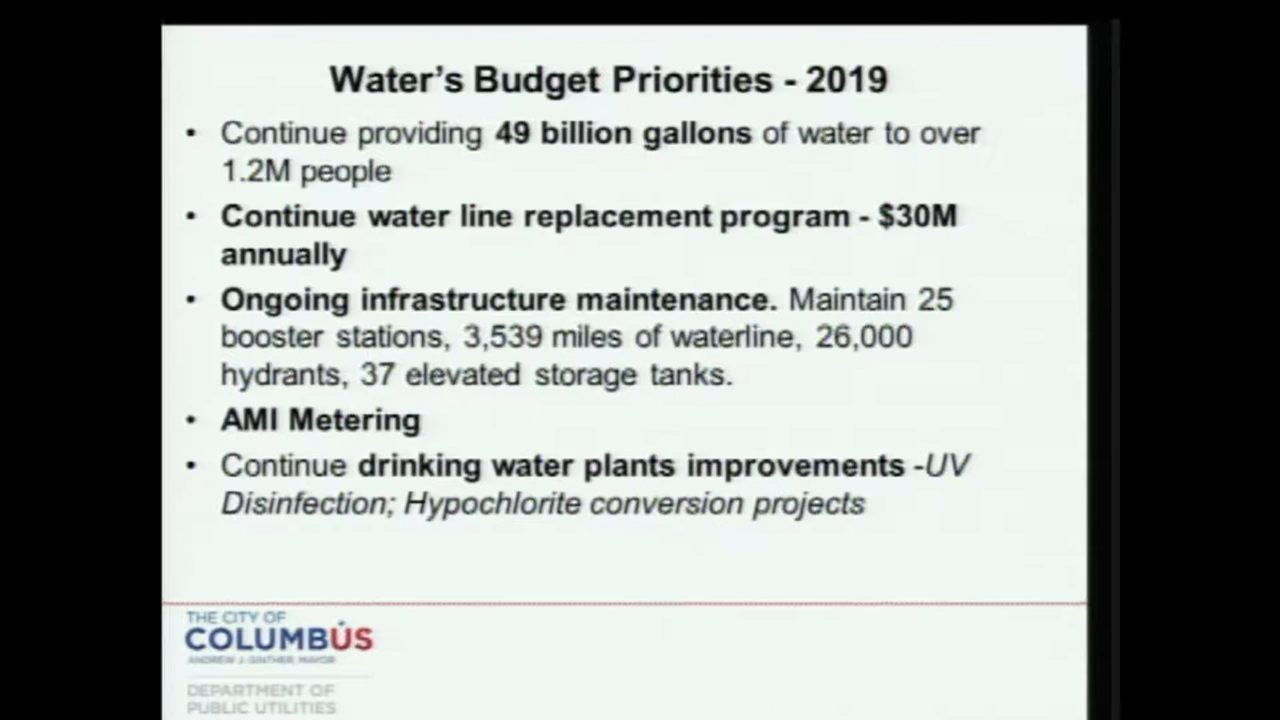 Water's Budget Priorities - 2019
• Continue providing 49 billion gallons of water to over
1.2M people
• Continue water line replacement program - $30M
annually
• Ongoing infrastructure maintenance. Maintain 25
booster stations, 3,539 miles of waterline, 26,000
hydrants, 37 elevated storage tanks.
• AMI Metering
• Continue drinking water plants improvements -UV
Disinfection; Hypochlorite conversion projects
THE CITY OF
COLUMBUS
ANDREW J. GINTHER, MAYOR
DEPARTMENT OF
PUBLIC UTILITIES